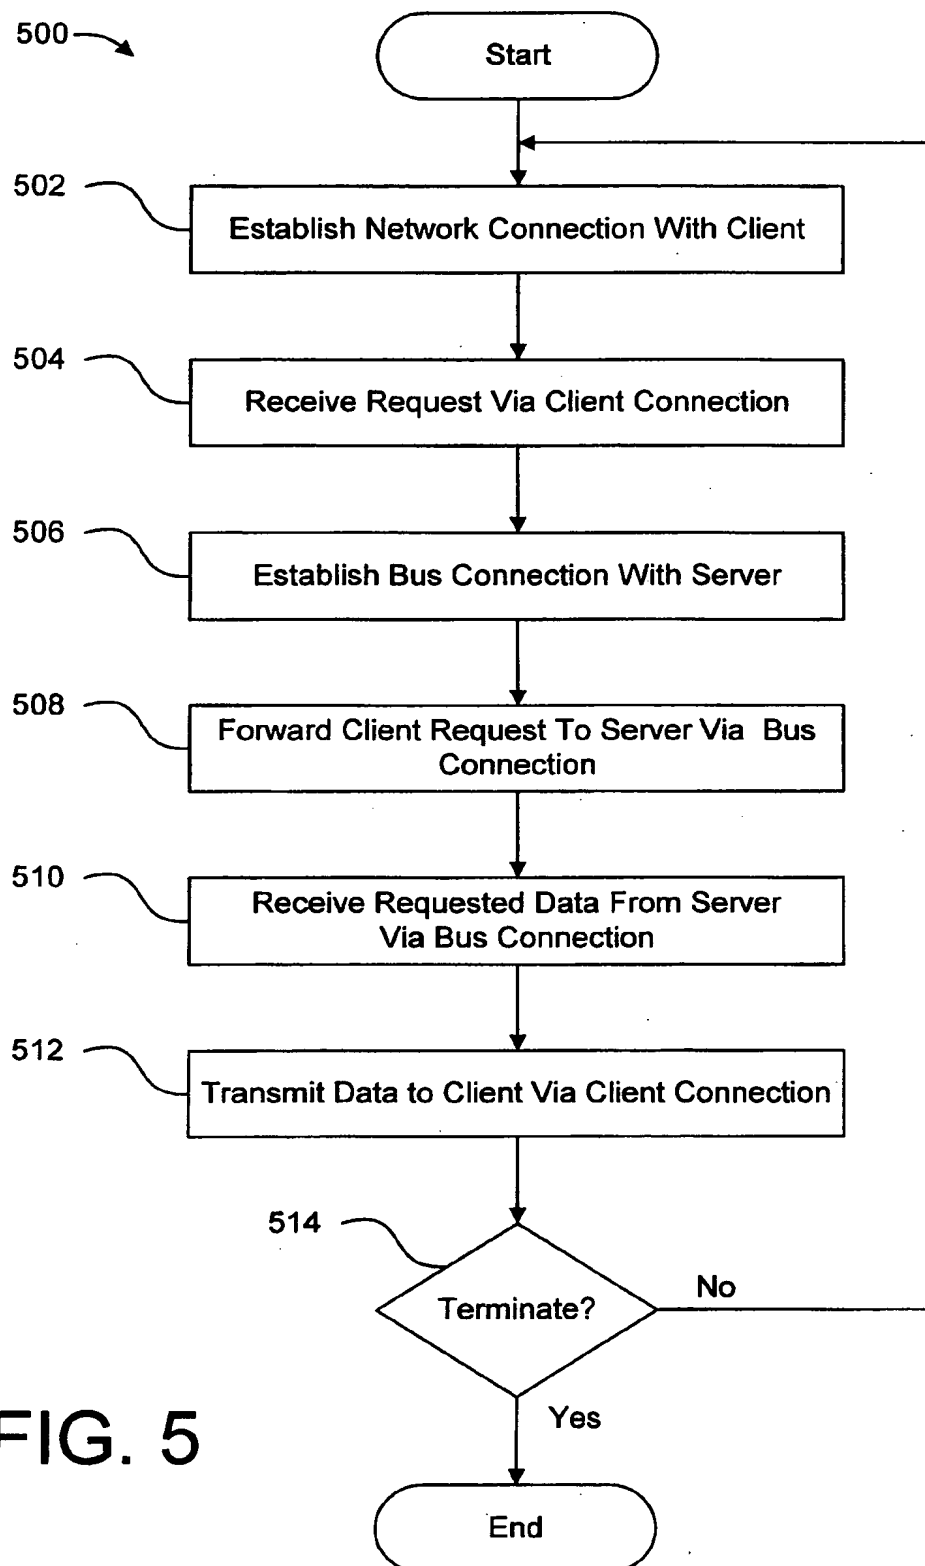 500
Start
502
Establish Network Connection With Client
504
Receive Request Via Client Connection
506
Establish Bus Connection With Server
508
Forward Client Request To Server Via Bus
Connection
510
Receive Requested Data From Server
Via Bus Connection
512
Transmit Data to Client Via Client Connection
514
Terminate?
No
Yes
FIG. 5
End